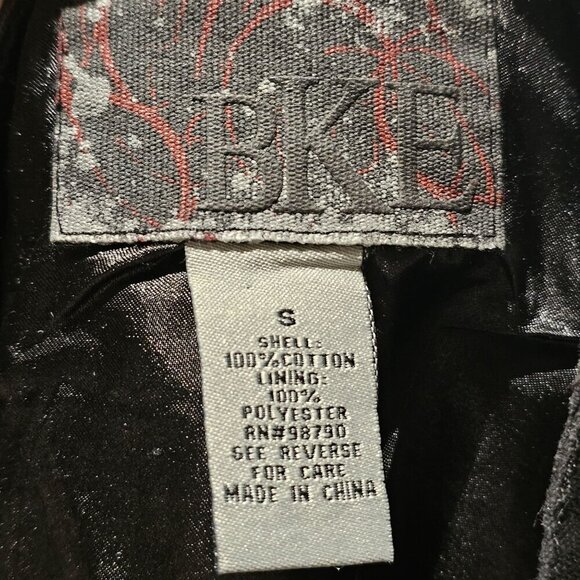 BKE
S
SHELL:
100%COTTON
LINING:
100%
POLYESTER
RN#98790
SEE REVERSE
FOR CARE
MADE IN CHINA